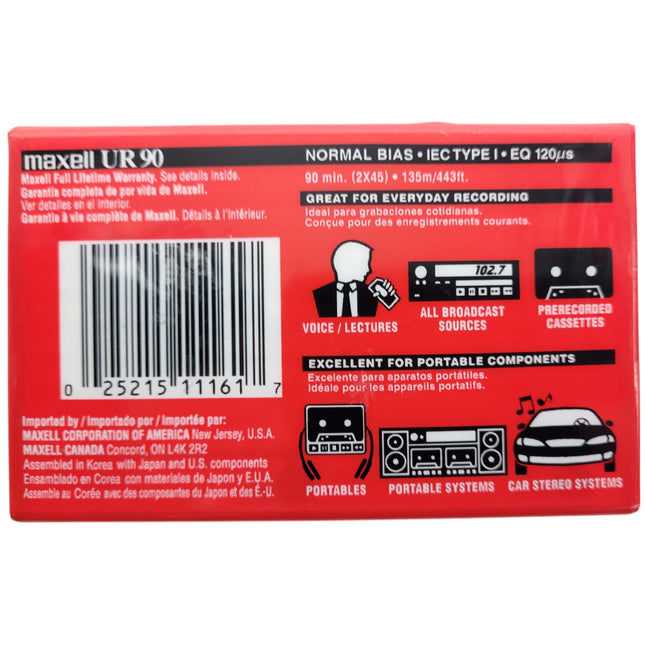 maxell UR 90
Maxell Full Lifetime Warranty. See details inside.
Garantia completa de por vida de Maxell.
Ver detalles en el interior.
Garantie à vie complète de Maxell. Détails à l'intérieur.
0 25215 11161 7
Imported by / Importado por / Importée par:
MAXELL CORPORATION OF AMERICA New Jersey, U.S.A.
MAXELL CANADA Concord, ON L4K 2R2
Assembled in Korea with Japan and U.S. components
Ensamblado en Corea con materiales de Japon y E.U.A.
Assemble au Corée avec des composantes du Japon et des É.-U.
NORMAL BIAS • IEC TYPE I • EQ 120µs
90 min. (2X45) • 135m/443ft.
GREAT FOR EVERYDAY RECORDING
Ideal para grabaciones cotidianas.
Conçue pour des enregistrements courants.
102.7
VOICE / LECTURES
ALL BROADCAST
SOURCES
PRERECORDED
CASSETTES
EXCELLENT FOR PORTABLE COMPONENTS
Excelente para aparatos portátiles.
Idéale pour les appareils portatifs.
PORTABLES
PORTABLE SYSTEMS
CAR STEREO SYSTEMS